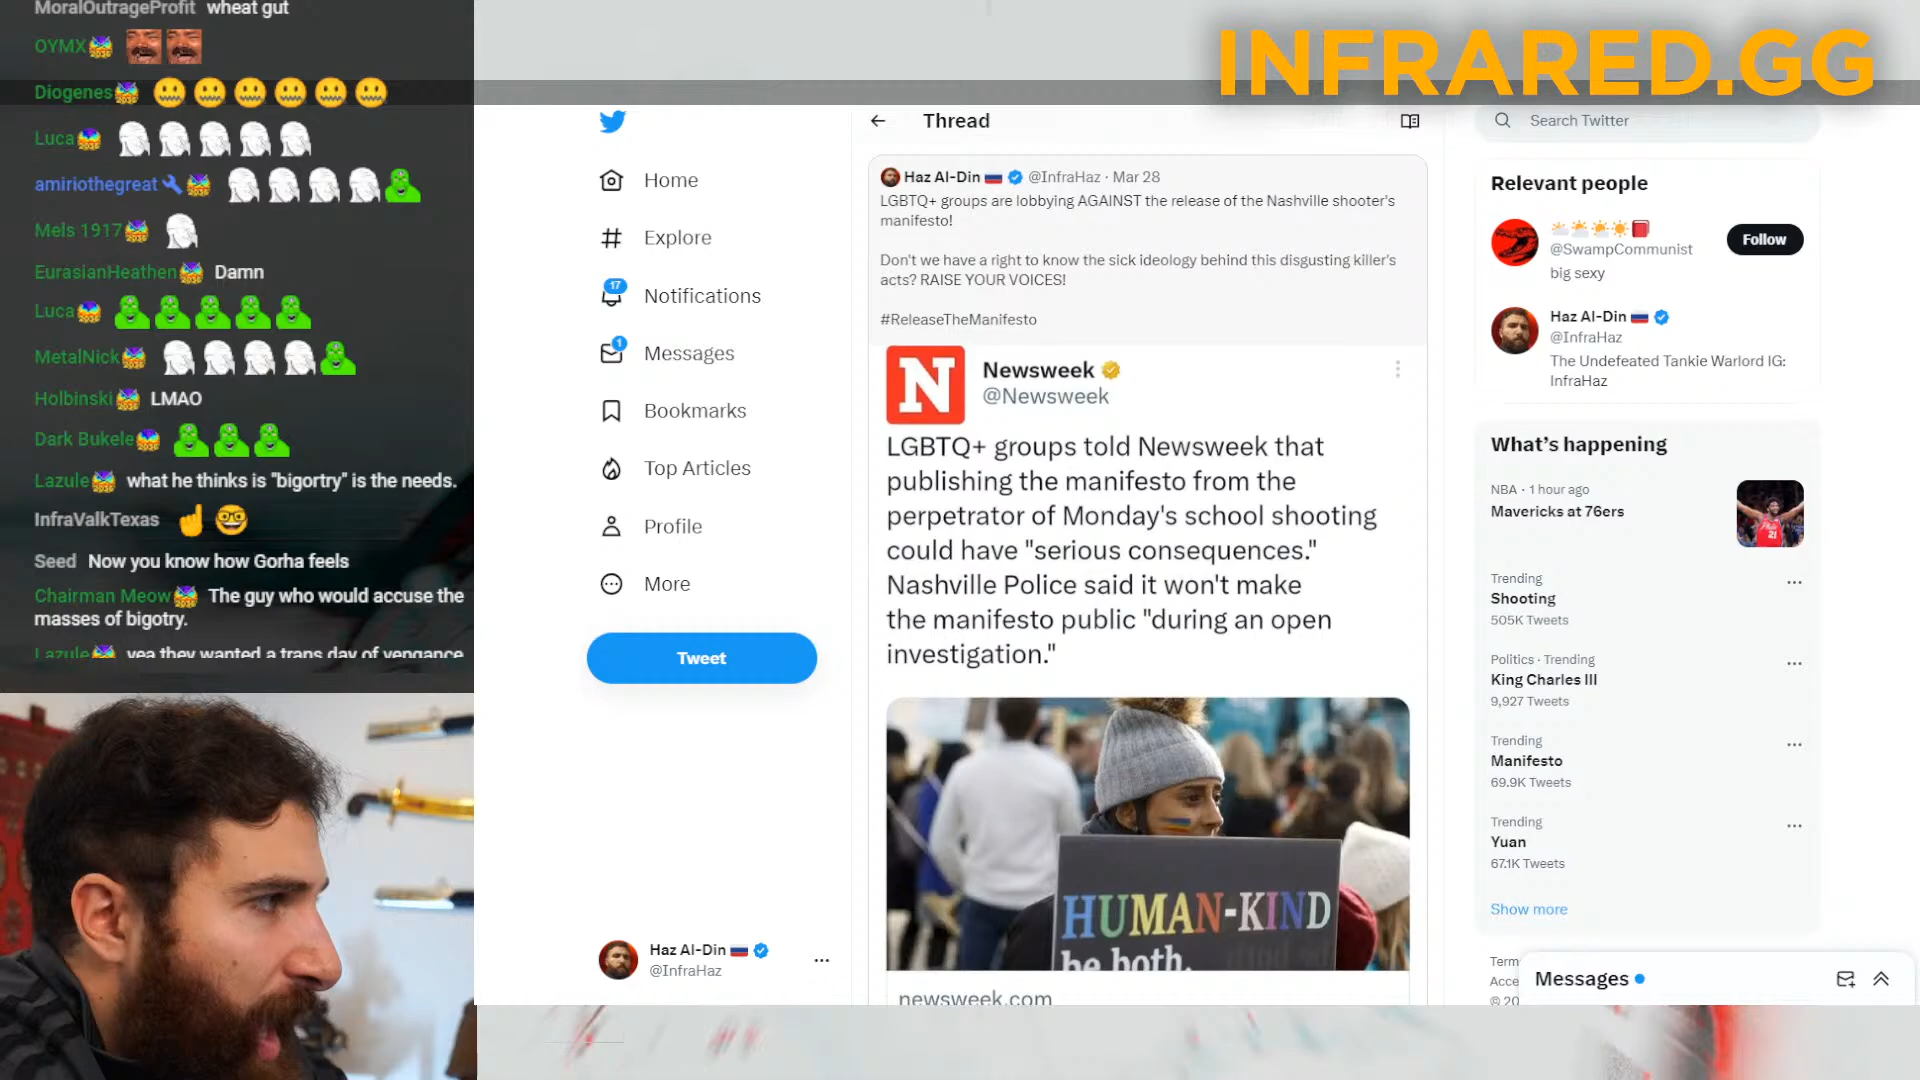 MoralOutrageProfit wheat gut
OYMX
Diogenes
Luca
amiriothegreat
Mels 1917
EurasianHeathen Damn
Luca
MetalNick
Holbinski LMAO
Dark Bukele
Lazule what he thinks is "bigortry" is the needs.
InfraValkTexas
Seed Now you know how Gorha feels
Chairman Meow The guy who would accuse the
masses of bigotry.
Lazule yea they wanted a trans day of vengance
INFRARED.GG
Home
Explore
17
Notifications
1
Messages
Bookmarks
Top Articles
Profile
More
Tweet
Haz Al-Din
@InfraHaz
Thread
Haz Al-Din @InfraHaz · Mar 28
LGBTQ+ groups are lobbying AGAINST the release of the Nashville shooter's
manifesto!
Don't we have a right to know the sick ideology behind this disgusting killer's
acts? RAISE YOUR VOICES!
#ReleaseTheManifesto
N
Newsweek
@Newsweek
LGBTQ+ groups told Newsweek that
publishing the manifesto from the
perpetrator of Monday's school shooting
could have "serious consequences."
Nashville Police said it won't make
the manifesto public "during an open
investigation."
HUMAN-KIND
be both.
newsweek.com
Search Twitter
Relevant people
@SwampCommunist
big sexy
Follow
Haz Al-Din
@InfraHaz
The Undefeated Tankie Warlord IG:
InfraHaz
What's happening
NBA · 1 hour ago
Mavericks at 76ers
21
Trending
Shooting
505K Tweets
Politics · Trending
King Charles III
9,927 Tweets
Trending
Manifesto
69.9K Tweets
Trending
Yuan
67.1K Tweets
Show more
Term
Acce
© 20
Messages